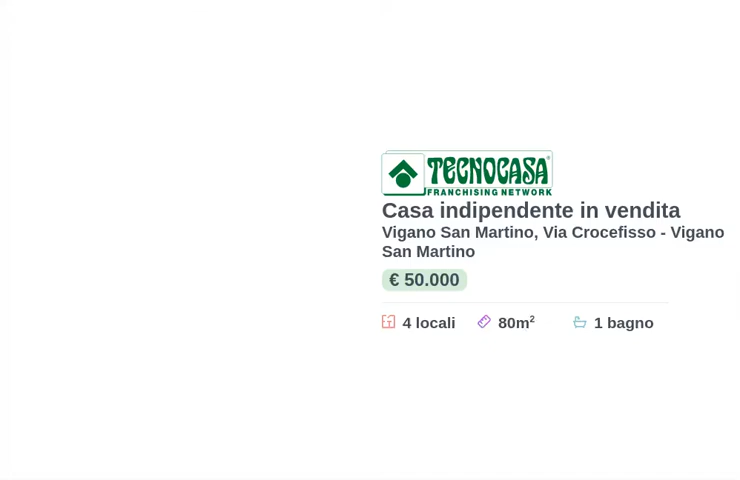 TECNOCASA®
FRANCHISING NETWORK
Casa indipendente in vendita
Vigano San Martino, Via Crocefisso - Vigano
San Martino
€ 50.000
4 locali 80m² 1 bagno